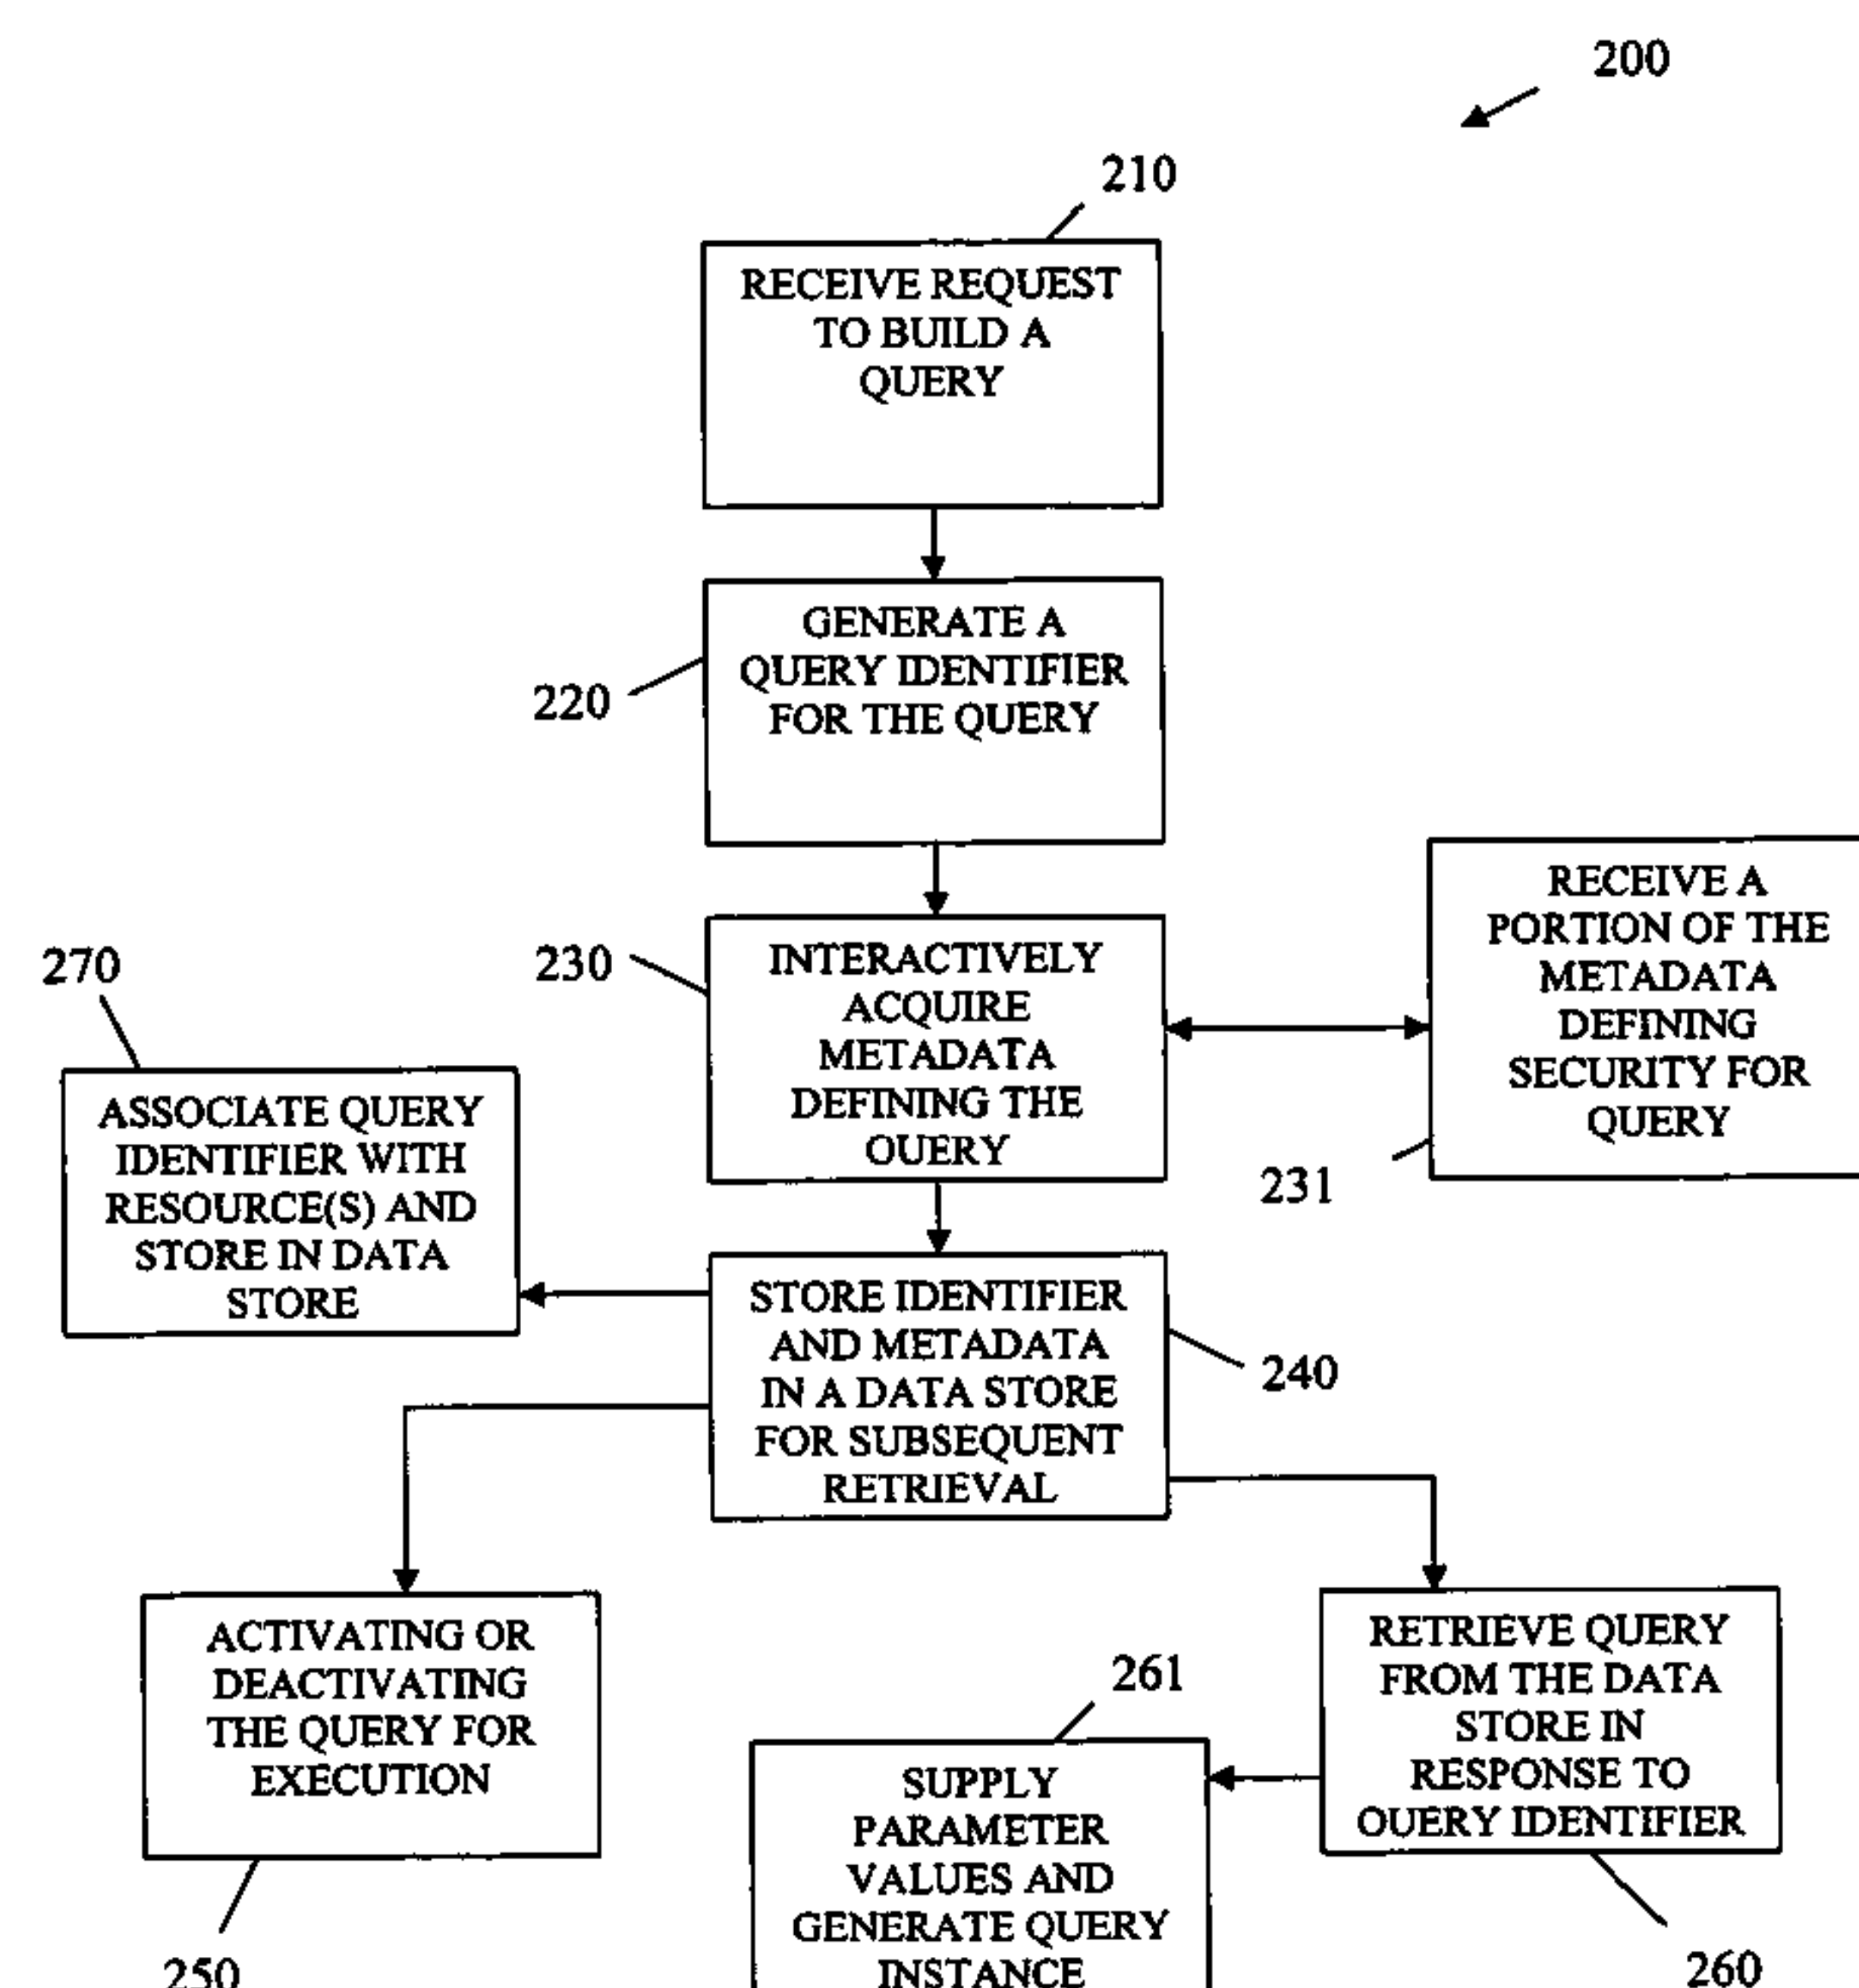 200
210
RECEIVE REQUEST
TO BUILD A
QUERY
GENERATE A
QUERY IDENTIFIER
FOR THE QUERY
220
RECEIVE A
PORTION OF THE
METADATA
DEFINING
SECURITY FOR
QUERY
231
230
INTERACTIVELY
ACQUIRE
METADATA
DEFINING THE
QUERY
270
ASSOCIATE QUERY
IDENTIFIER WITH
RESOURCE(S) AND
STORE IN DATA
STORE
STORE IDENTIFIER
AND METADATA
IN A DATA STORE
FOR SUBSEQUENT
RETRIEVAL
240
ACTIVATING OR
DEACTIVATING
THE QUERY FOR
EXECUTION
250
RETRIEVE QUERY
FROM THE DATA
STORE IN
RESPONSE TO
QUERY IDENTIFIER
260
261
SUPPLY
PARAMETER
VALUES AND
GENERATE QUERY
INSTANCE